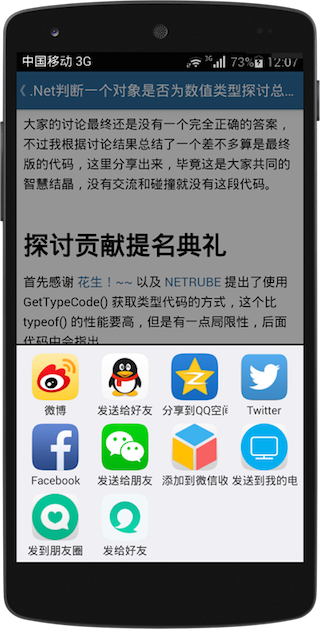 中国移动 3G 3G 73% 12:07
《 .Net判断一个对象是否为数值类型探讨总...
大家的讨论最终还是没有一个完全正确的答案，
不过我根据讨论结果总结了一个差不多算是最终
版的代码，这里分享出来，毕竟这是大家共同的
智慧结晶，没有交流和碰撞就没有这段代码。
探讨贡献提名典礼
首先感谢 花生！~~ 以及 NETRUBE 提出了使用
GetTypeCode() 获取类型代码的方式，这个比
typeof() 的性能要高，但是有一点局限性，后面
代码中会指出
微博 发送给好友 分享到QQ空间 Twitter
Facebook 发送给朋友 添加到微信收 发送到我的电
发到朋友圈 发给好友